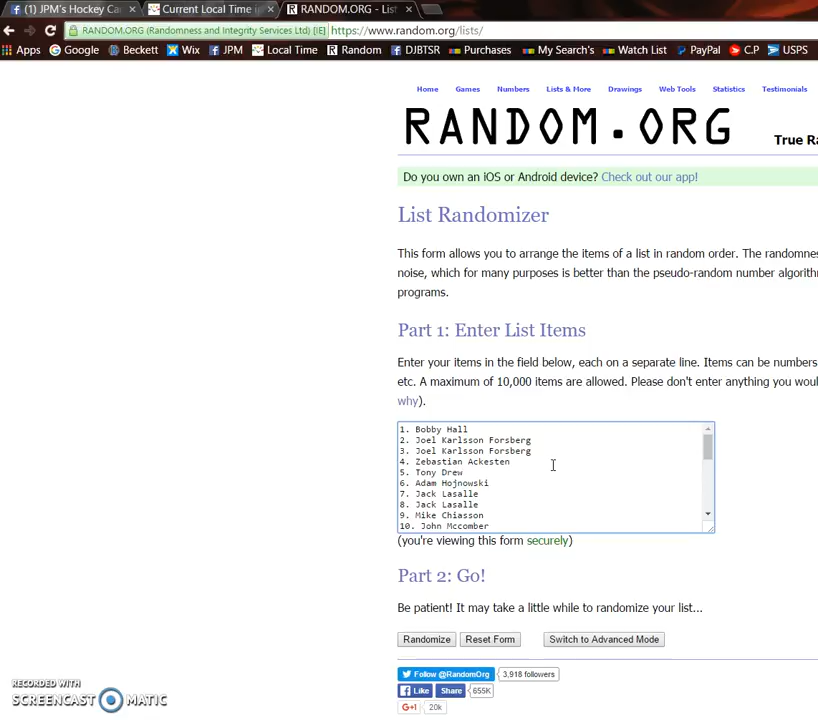 (1) JPM's Hockey Ca
Current Local Time i
RANDOM.ORG - List
RANDOM.ORG (Randomness and Integrity Services Ltd) [IE]
https://www.random.org/lists/
Apps Google Beckett Wix JPM Local Time Random DJBTSR Purchases My Search's Watch List PayPal C.P USPS
Home Games Numbers Lists & More Drawings Web Tools Statistics Testimonials
RANDOM.ORG
True Ra
Do you own an iOS or Android device? Check out our app!
List Randomizer
This form allows you to arrange the items of a list in random order. The randomne
noise, which for many purposes is better than the pseudo-random number algorith
programs.
Part 1: Enter List Items
Enter your items in the field below, each on a separate line. Items can be numbers
etc. A maximum of 10,000 items are allowed. Please don't enter anything you woul
why).
1. Bobby Hall
2. Joel Karlsson Forsberg
3. Joel Karlsson Forsberg
4. Zebastian Ackesten
5. Tony Drew
6. Adam Hojnowski
7. Jack Lasalle
8. Jack Lasalle
9. Mike Chiasson
10. John Mccomber
(you're viewing this form securely)
Part 2: Go!
Be patient! It may take a little while to randomize your list...
Randomize Reset Form Switch to Advanced Mode
Follow @RandomOrg 3,918 followers
Like Share 655K
G+1 20k
RECORDED WITH
SCREENCAST MATIC